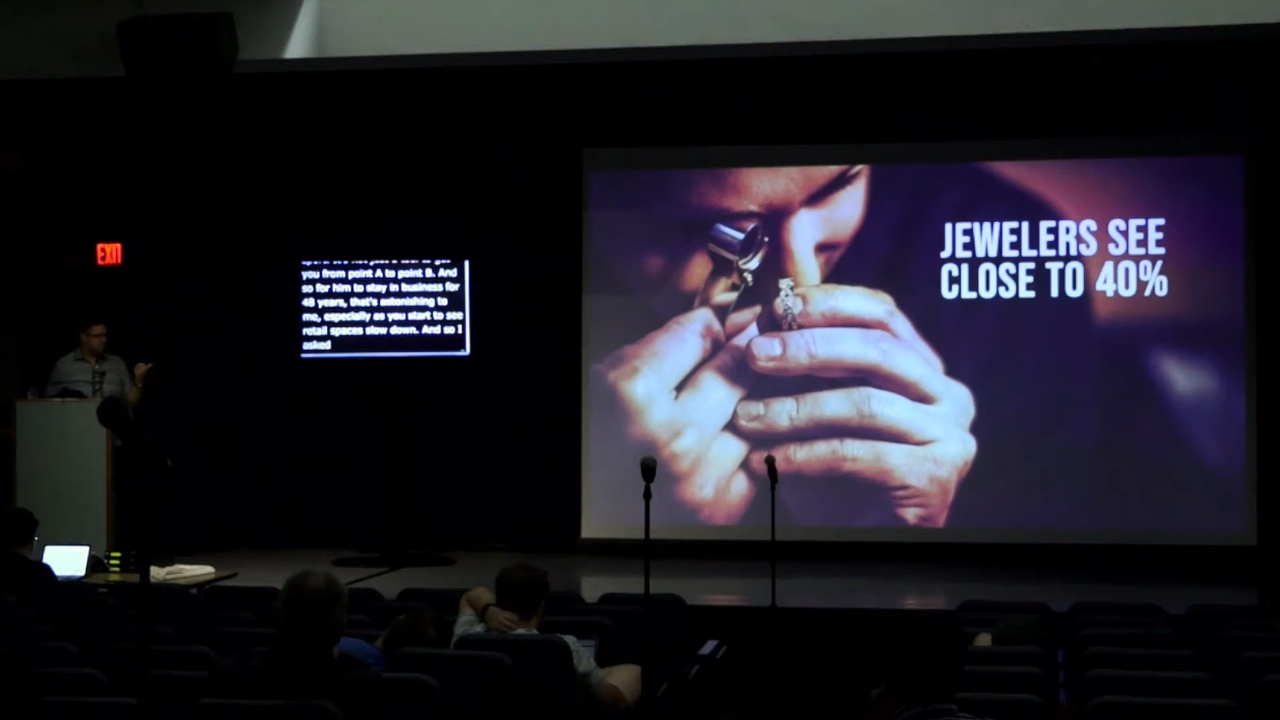 EXIT
you from point A to point B. And
so for him to stay in business for
48 years, that's astonishing to
me, especially as you start to see
retail spaces slow down. And so I
asked
JEWELERS SEE
CLOSE TO 40%